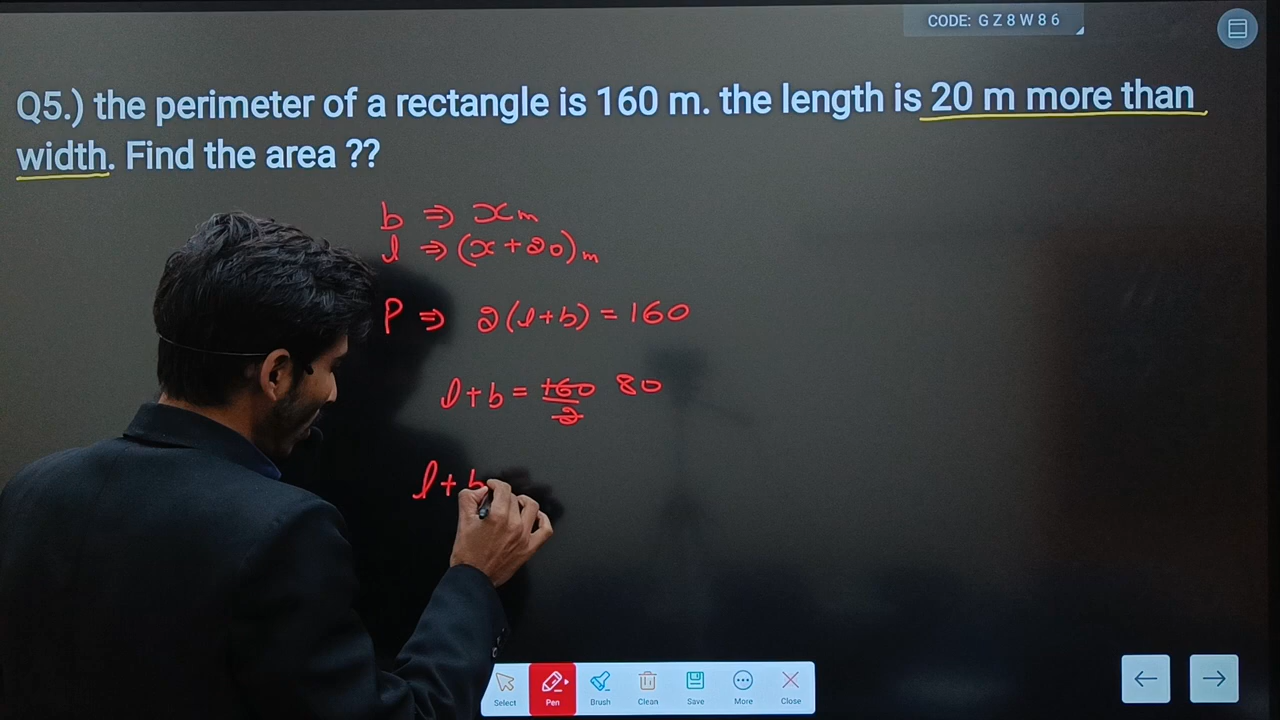 CODE: G Z 8 W 8 6
Q5.) the perimeter of a rectangle is 160 m. the length is 20 m more than
width. Find the area ??
b ⇒ x m
l ⇒ (x+20) m
P ⇒ 2(l+b) = 160
l+b = 160/2 80
l+b
Select Pen Brush Clean Save More Close